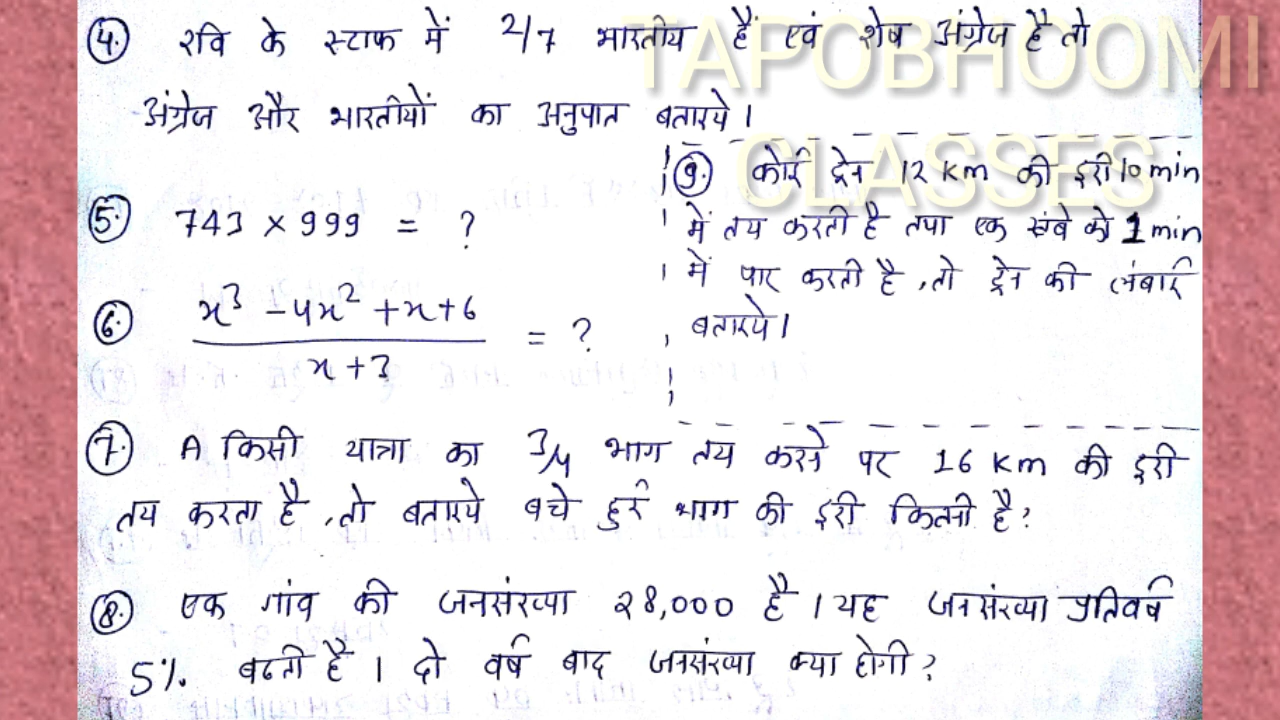 ④. रवि के स्टाफ में 2/7 भारतीय हैं एवं शेष अंग्रेज है तो
अंग्रेज और भारतीयों का अनुपात बताइये।
⑤. 743 × 999 = ?
⑥. x³ - 4x² + x + 6
x + 3
= ?
⑨. कोई ट्रेन 12 km की दूरी 10 min
में तय करती है तथा एक खंबे को 1 min
में पार करती है, तो ट्रेन की लंबाई
बताइये।
⑦. A किसी यात्रा का 3/4 भाग तय करने पर 16 km की दूरी
तय करता है, तो बताइये बचे हुई भाग की दूरी कितनी है?
⑧. एक गांव की जनसंख्या 28,000 है। यह जनसंख्या प्रतिवर्ष
5%. बढती है। दो वर्ष बाद जनसंख्या क्या होगी?
TAPOBHOOMI
CLASSES